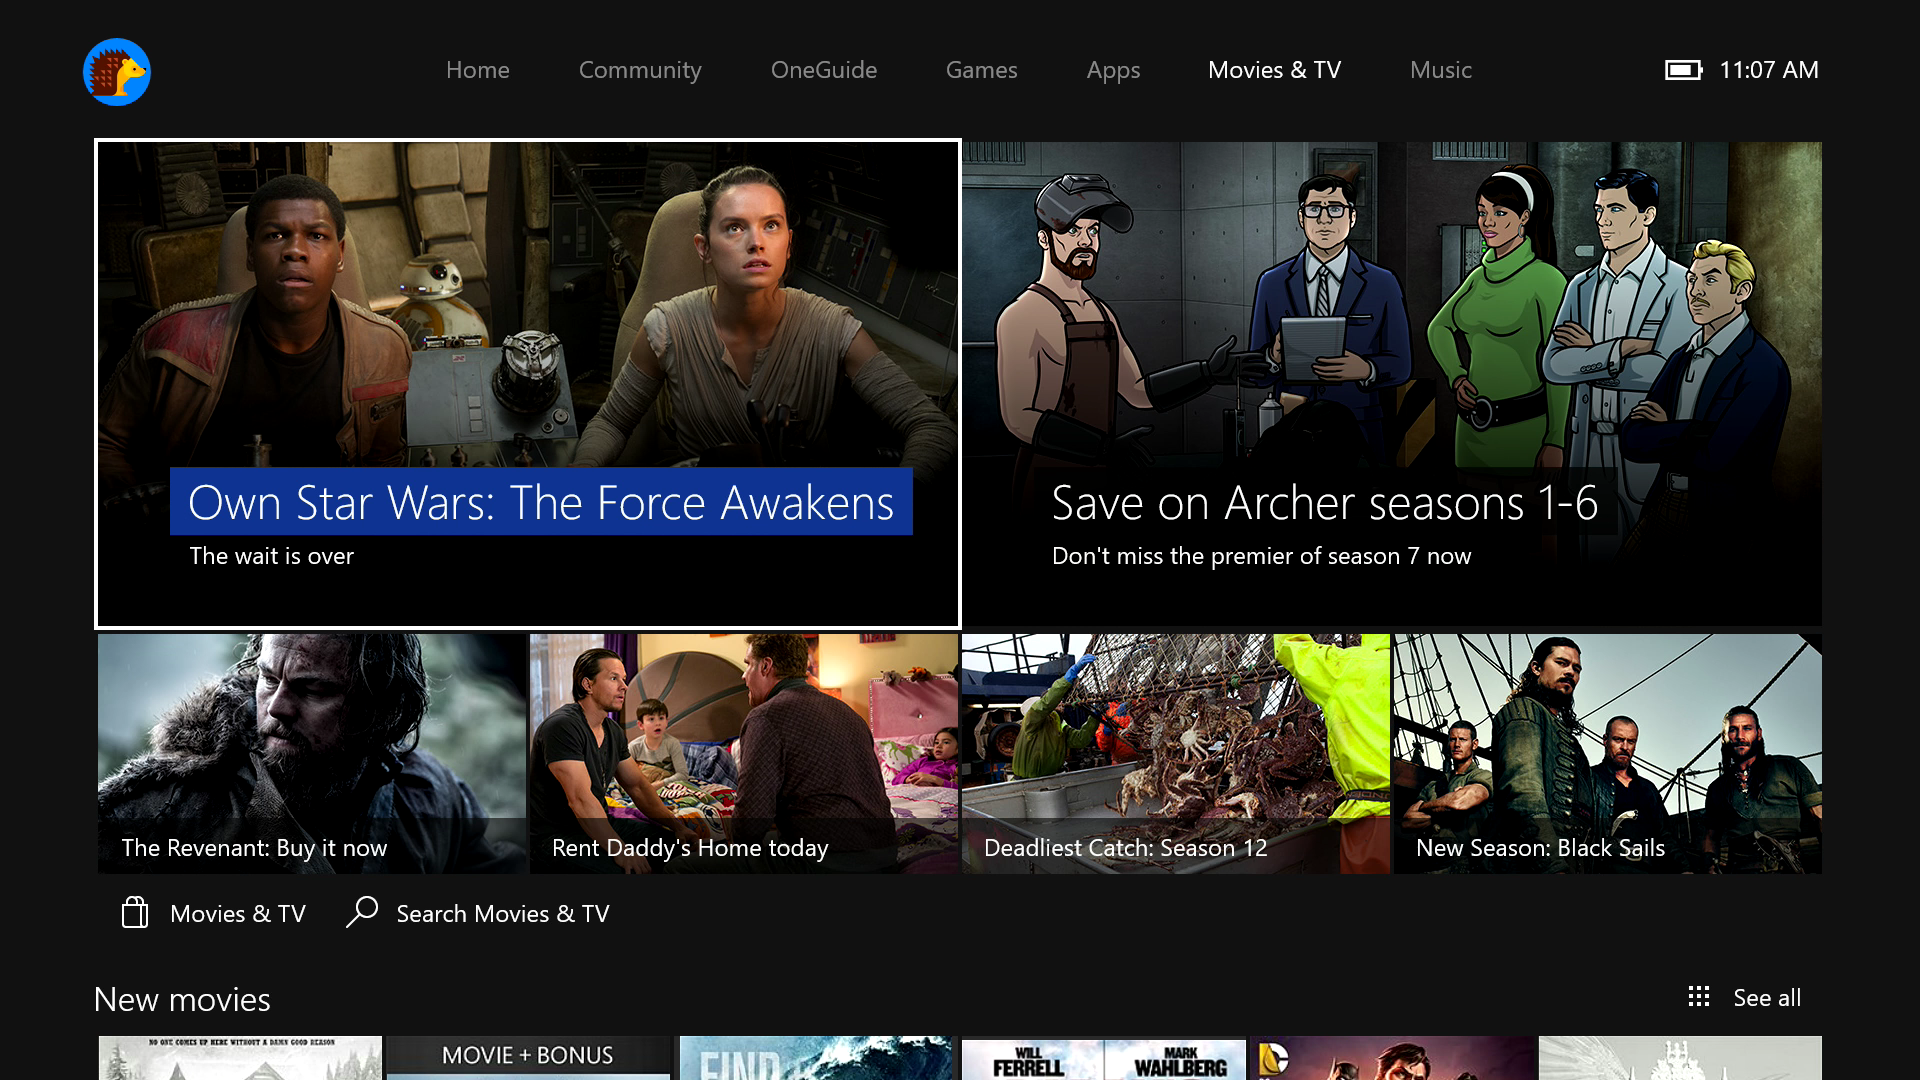 Home
Community
OneGuide
Games
Apps
Movies & TV
Music
11:07 AM
Own Star Wars: The Force Awakens
The wait is over
Save on Archer seasons 1-6
Don't miss the premier of season 7 now
The Revenant: Buy it now
Rent Daddy's Home today
Deadliest Catch: Season 12
New Season: Black Sails
Movies & TV
Search Movies & TV
New movies
See all
NO ONE COMES UP HERE WITHOUT A DAMN GOOD REASON
MOVIE + BONUS
FIND
WILL
FERRELL
MARK
WAHLBERG
DC